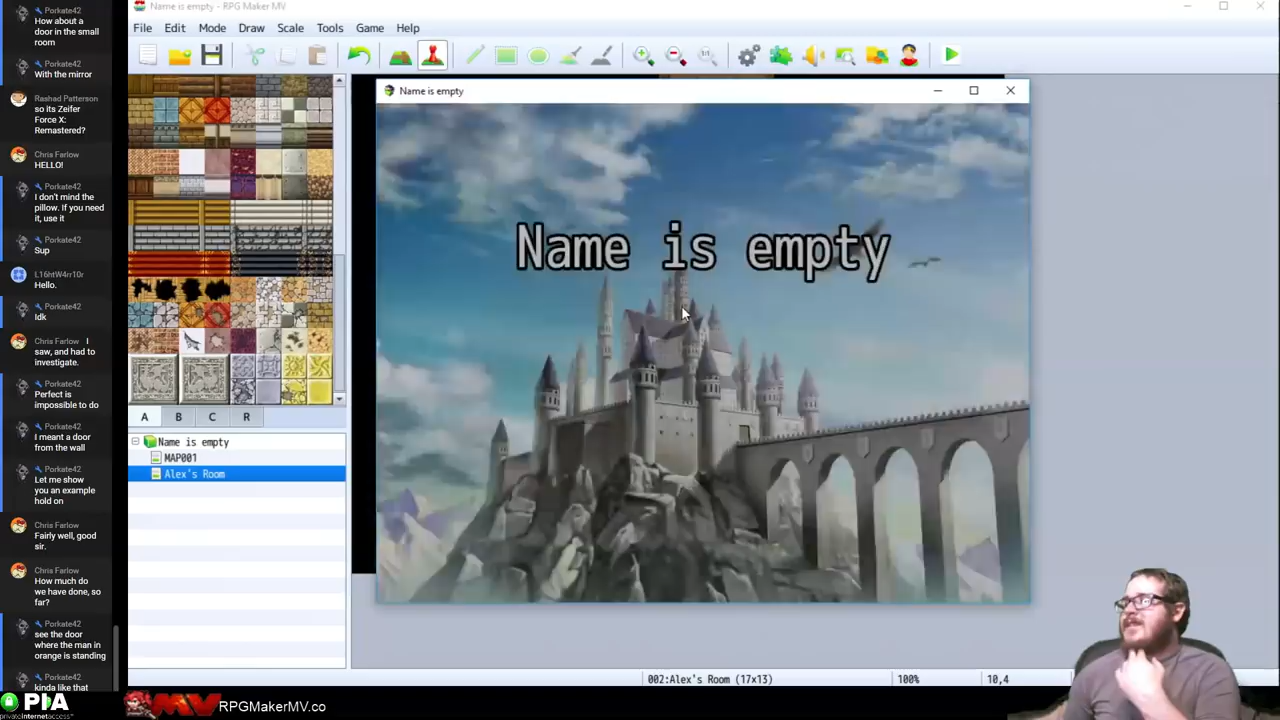 Porkate42
How about a
door in the small
room
Porkate42
With the mirror
Rashad Patterson
so its Zeifer
Force X:
Remastered?
Chris Farlow
HELLO!
Porkate42
I don't mind the
pillow. If you need
it, use it
Porkate42
Sup
L16htW4rr10r
Hello.
Porkate42
Idk
Chris Farlow I
saw, and had to
investigate.
Porkate42
Perfect is
impossible to do
Porkate42
I meant a door
from the wall
Porkate42
Let me show
you an example
hold on
Chris Farlow
Fairly well, good
sir.
Chris Farlow
How much do
we have done, so
far?
Porkate42
see the door
where the man in
orange is standing
Porkate42
kinda like that
PIA
privateinternetaccess
MV RPGMakerMV.co
Name is empty - RPG Maker MV
File Edit Mode Draw Scale Tools Game Help
1/1
A B C R
Name is empty
MAP001
Alex's Room
Name is empty
Name is empty
002:Alex's Room (17x13) 100% 10,4